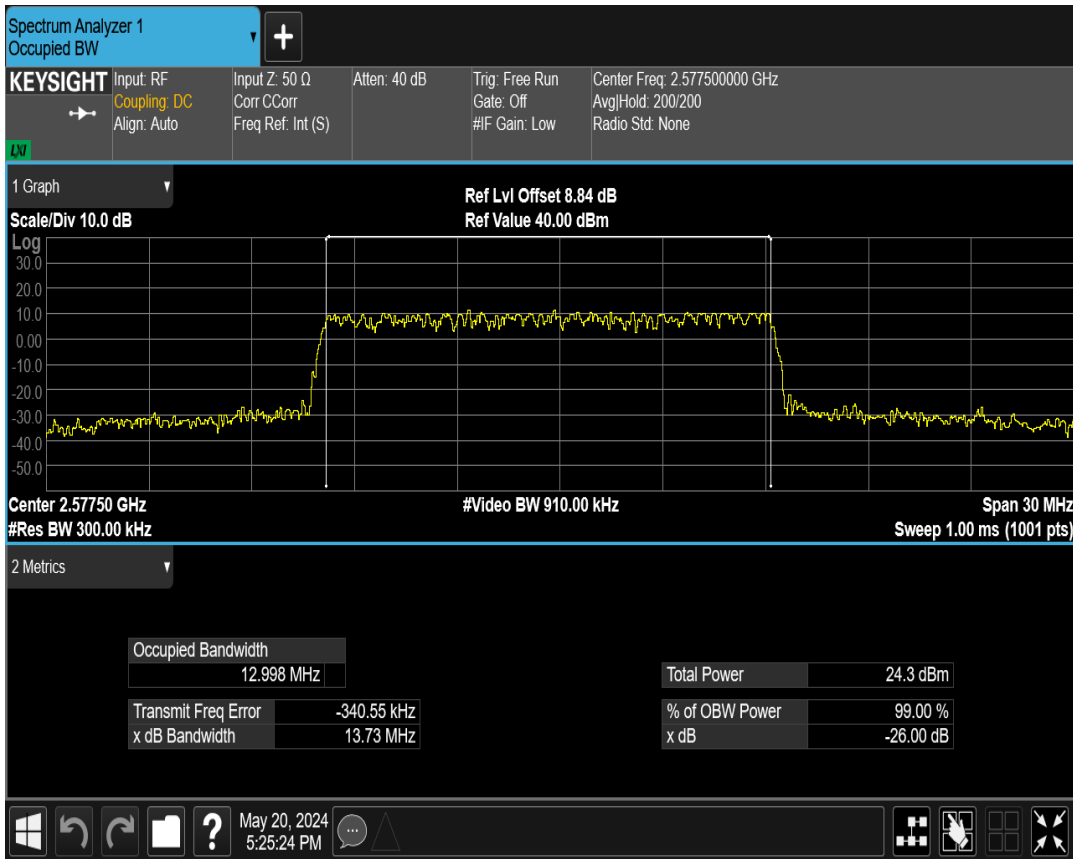 Spectrum Analyzer 1
Occupied BW
+
KEYSIGHT
LXI
Input: RF
Coupling: DC
Align: Auto
Input Z: 50 Ω
Corr CCorr
Freq Ref: Int (S)
Atten: 40 dB
Trig: Free Run
Gate: Off
#IF Gain: Low
Center Freq: 2.577500000 GHz
Avg|Hold: 200/200
Radio Std: None
1 Graph
Scale/Div 10.0 dB
Ref Lvl Offset 8.84 dB
Ref Value 40.00 dBm
Log
30.0
20.0
10.0
0.00
-10.0
-20.0
-30.0
-40.0
-50.0
Center 2.57750 GHz
#Video BW 910.00 kHz
Span 30 MHz
#Res BW 300.00 kHz
Sweep 1.00 ms (1001 pts)
2 Metrics
Occupied Bandwidth
12.998 MHz
Transmit Freq Error -340.55 kHz
x dB Bandwidth 13.73 MHz
Total Power 24.3 dBm
% of OBW Power 99.00 %
x dB -26.00 dB
?
May 20, 2024
5:25:24 PM